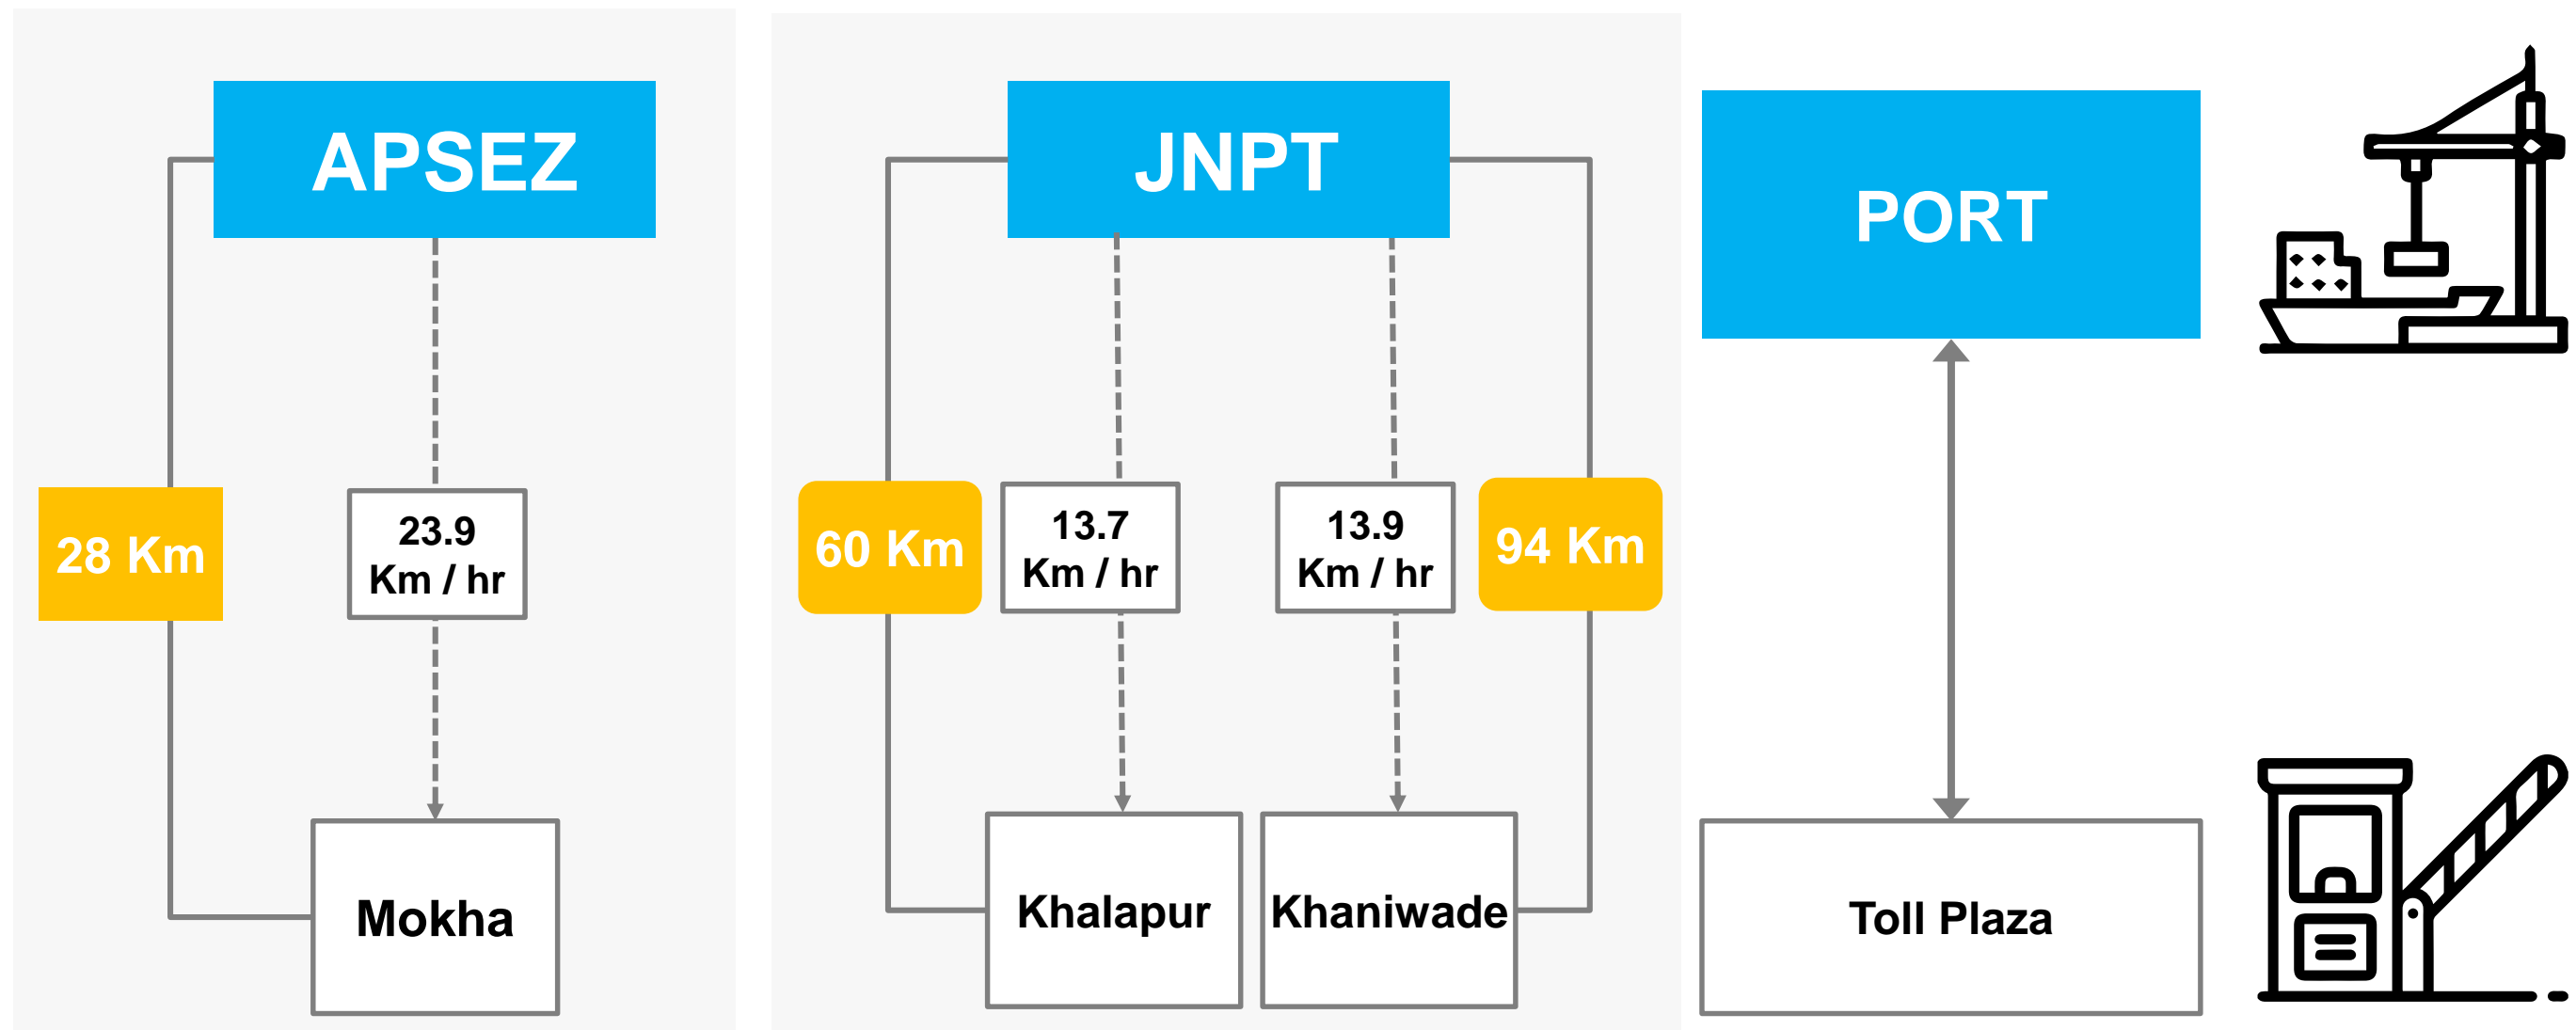 APSEZ
28 Km
23.9
Km / hr
Mokha
JNPT
60 Km
13.7
Km / hr
13.9
Km / hr
94 Km
Khalapur
Khaniwade
PORT
Toll Plaza